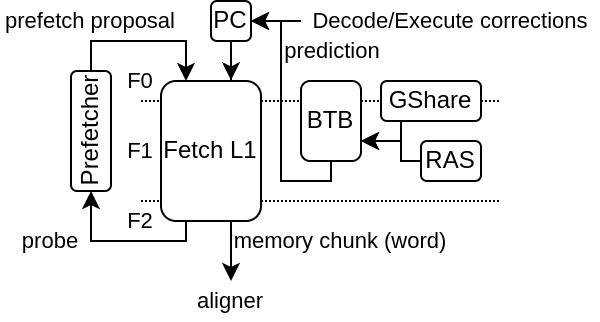 prefetch proposal
PC
Decode/Execute corrections
prediction
F0
Prefetcher
Fetch L1
BTB
GShare
F1
RAS
F2
probe
memory chunk (word)
aligner